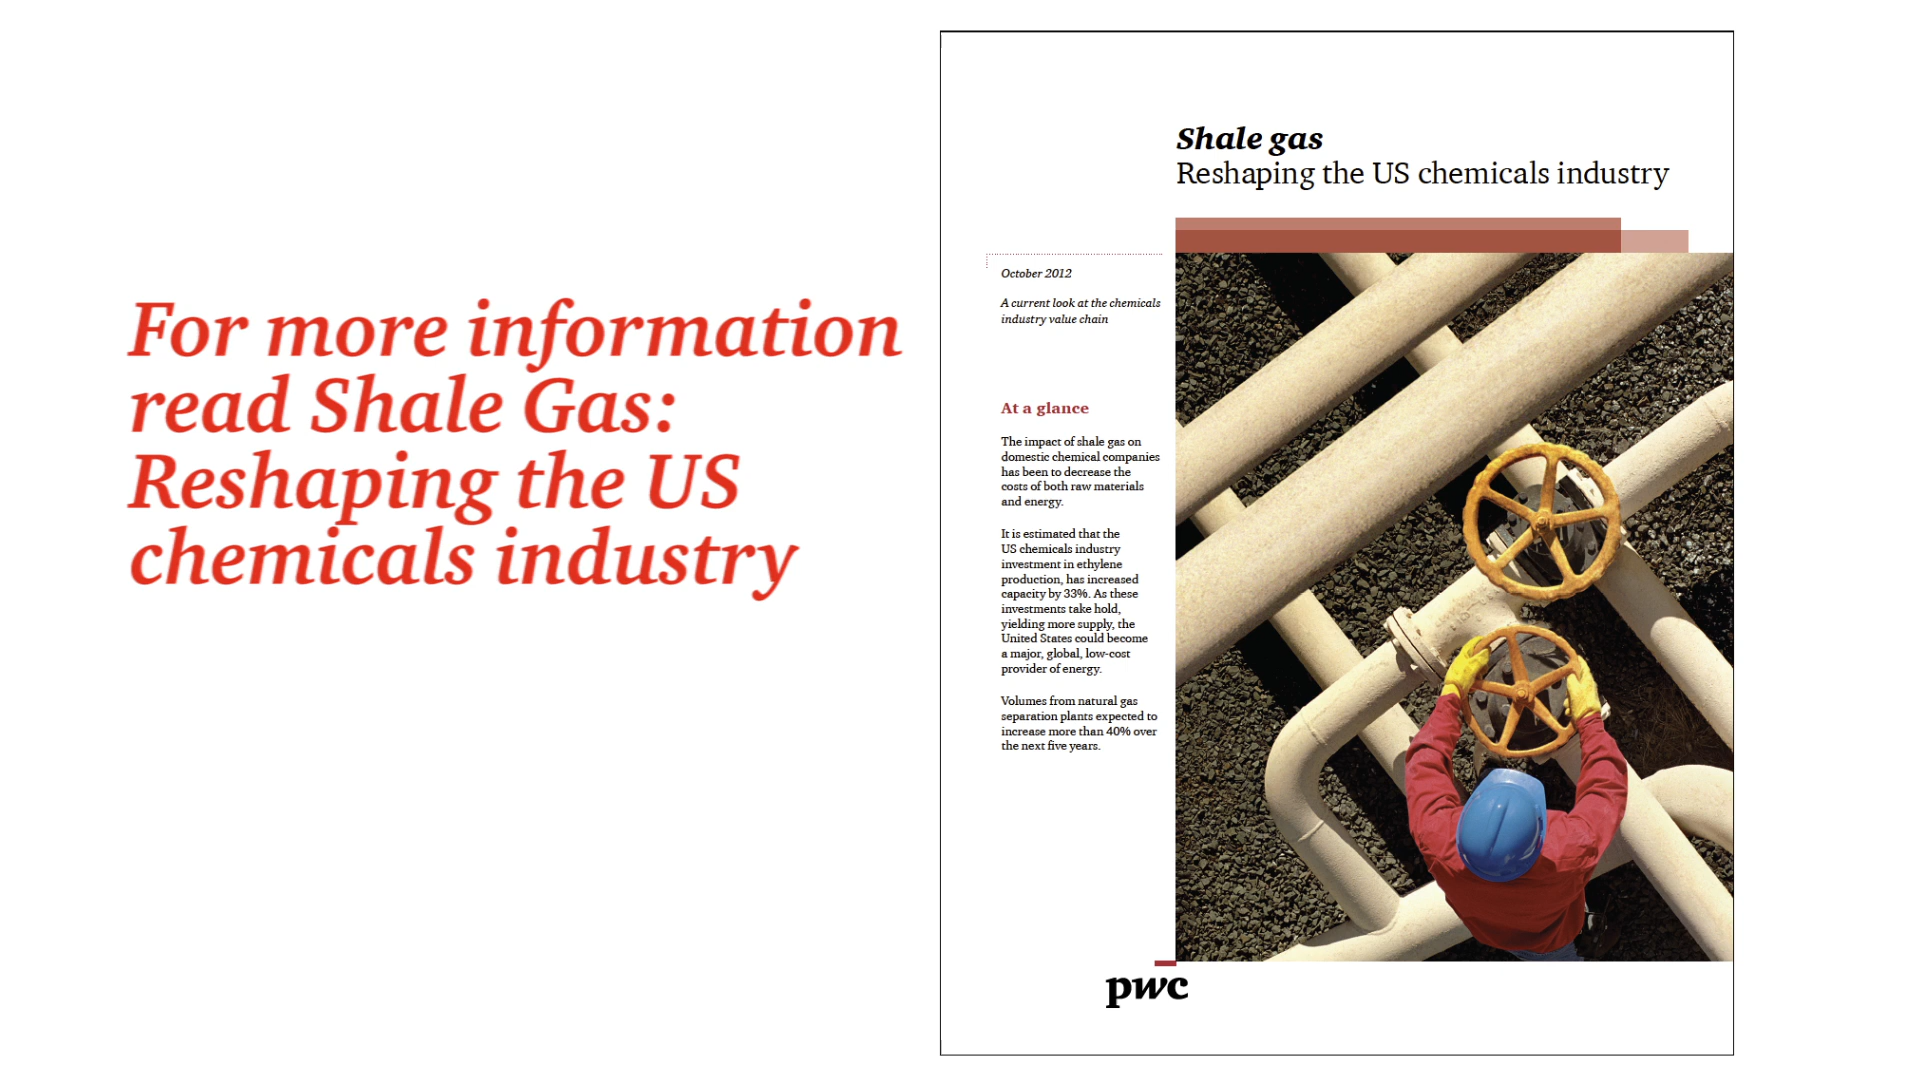 For more information
read Shale Gas:
Reshaping the US
chemicals industry
Shale gas
Reshaping the US chemicals industry
October 2012
A current look at the chemicals
industry value chain
At a glance
The impact of shale gas on
domestic chemical companies
has been to decrease the
costs of both raw materials
and energy.
It is estimated that the
US chemicals industry
investment in ethylene
production, has increased
capacity by 33%. As these
investments take hold,
yielding more supply, the
United States could become
a major, global, low-cost
provider of energy.
Volumes from natural gas
separation plants expected to
increase more than 40% over
the next five years.
pwc